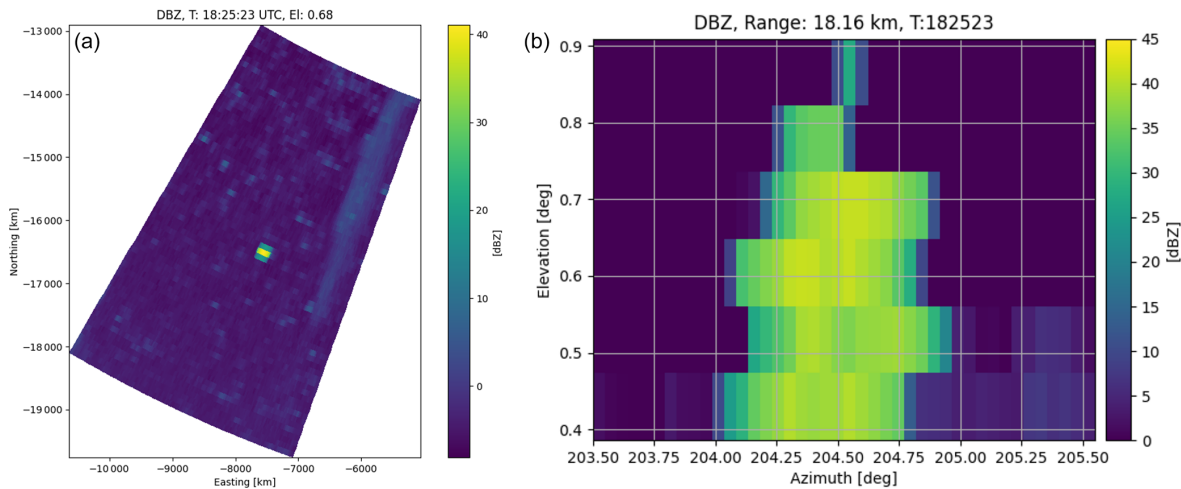 DBZ, T: 18:25:23 UTC, El: 0.68
(a)
−13 000
−14 000
−15 000
−16 000
−17 000
−18 000
−19 000
Northing [km]
−10 000 −9000 −8000 −7000 −6000
Easting [km]
40
30
20
10
0
[dBZ]
DBZ, Range: 18.16 km, T:182523
(b)
0.9
0.8
0.7
0.6
0.5
0.4
Elevation [deg]
203.50 203.75 204.00 204.25 204.50 204.75 205.00 205.25 205.50
Azimuth [deg]
45
40
35
30
25
20
15
10
5
0
[dBZ]